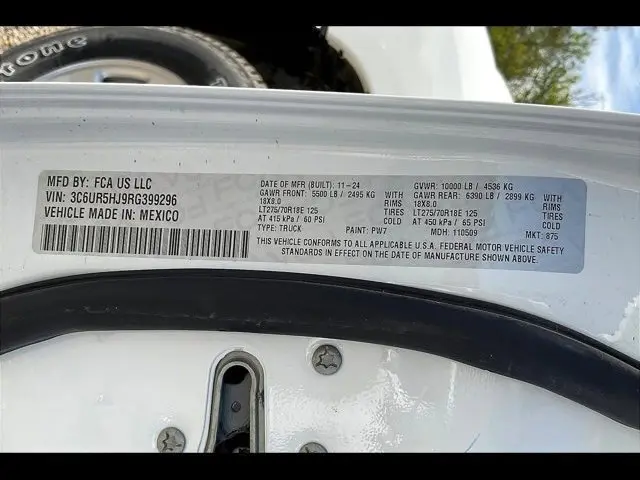 tone
MFD BY: FCA US LLC
VIN: 3C6UR5HJ9RG399296
VEHICLE MADE IN: MEXICO
DATE OF MFR (BUILT): 11-24 GVWR: 10000 LB / 4536 KG
GAWR FRONT: 5500 LB / 2495 KG WITH GAWR REAR: 6390 LB / 2899 KG WITH
18X8.0 RIMS 18X8.0 RIMS
LT275/70R18E 125 TIRES LT275/70R18E 125 TIRES
AT 415 kPa / 60 PSI COLD AT 450 kPa / 65 PSI COLD
TYPE: TRUCK PAINT: PW7 MDH: 110509 MKT: 875
THIS VEHICLE CONFORMS TO ALL APPLICABLE U.S.A. FEDERAL MOTOR VEHICLE SAFETY
STANDARDS IN EFFECT ON THE DATE OF MANUFACTURE SHOWN ABOVE.